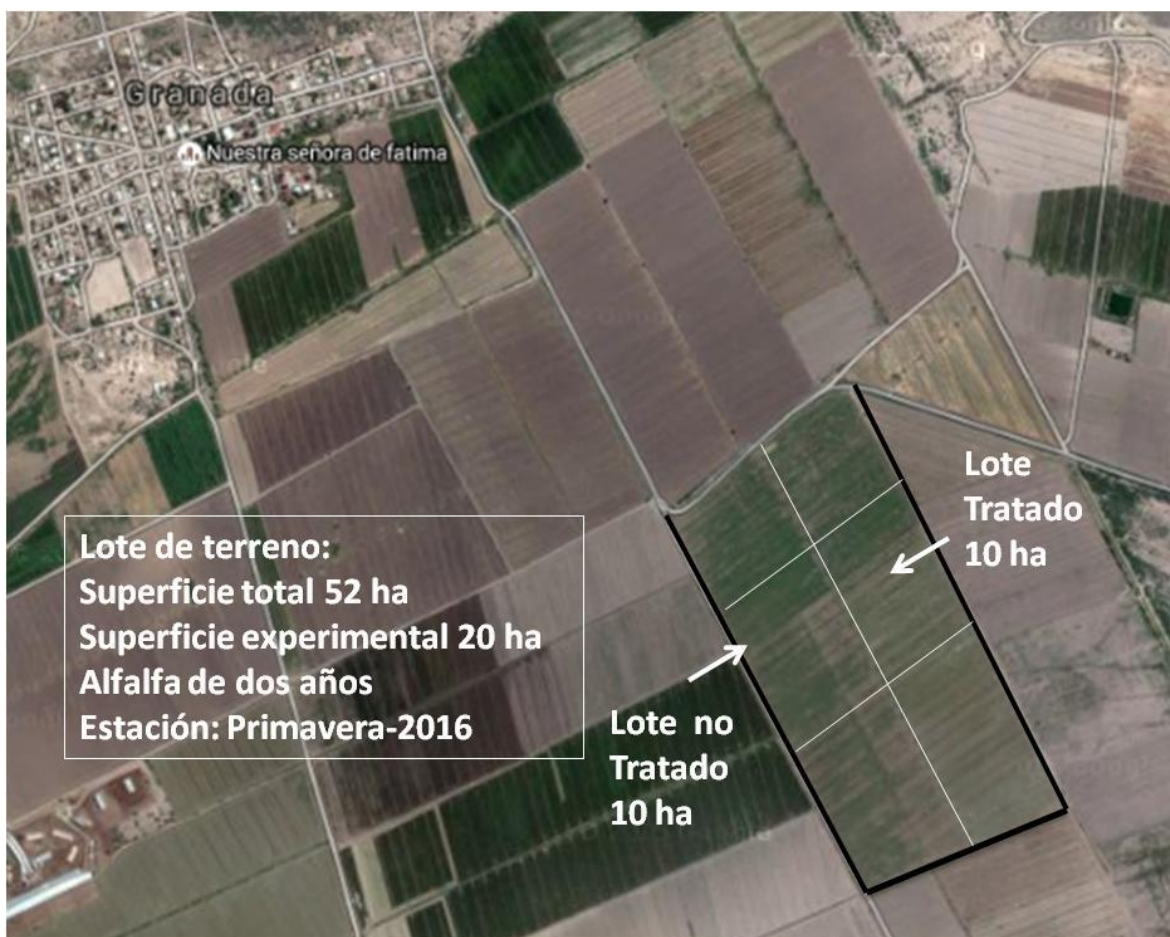 Granada
Nuestra señora de fatima
Lote
Tratado
10 ha
Lote de terreno:
Superficie total 52 ha
Superficie experimental 20 ha
Alfalfa de dos años
Estación: Primavera-2016
Lote no
Tratado
10 ha